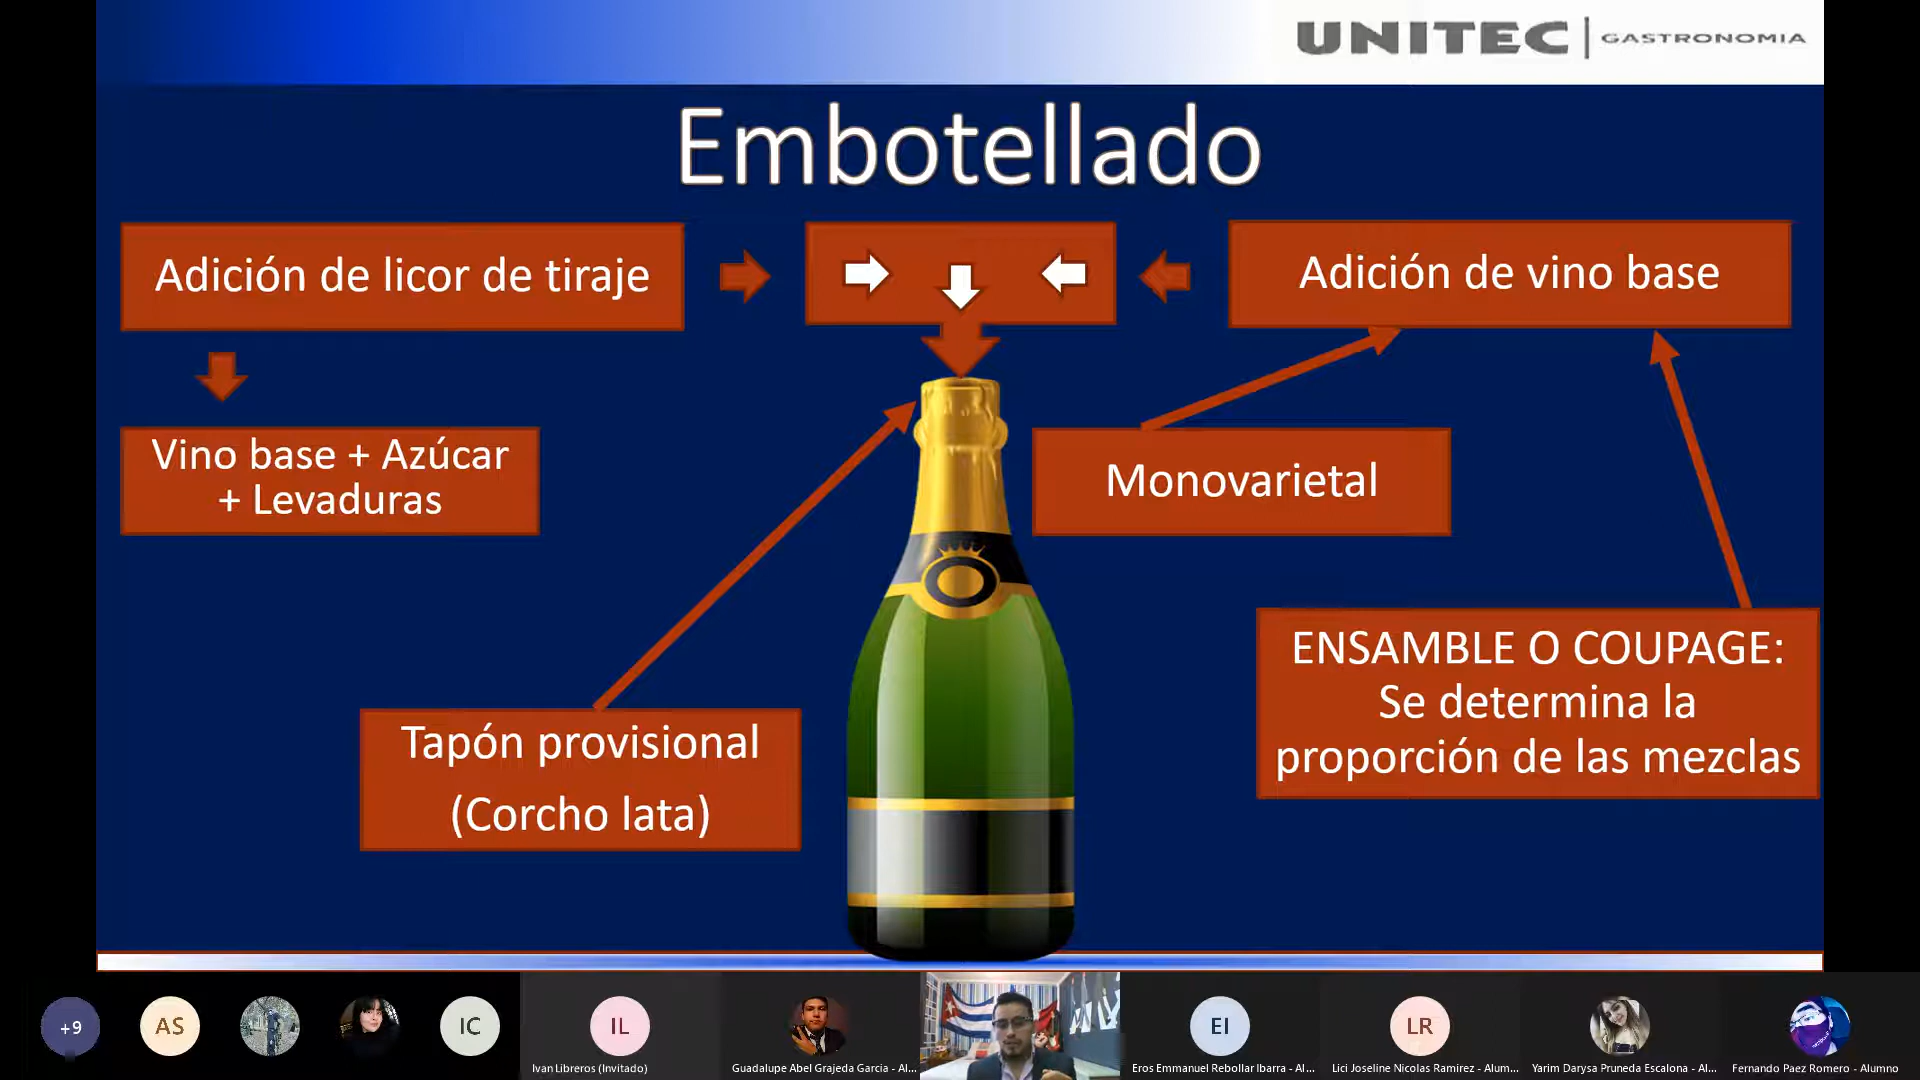 UNITEC | GASTRONOMIA
Embotellado
Adición de licor de tiraje
Adición de vino base
Vino base + Azúcar
+ Levaduras
Monovarietal
ENSAMBLE O COUPAGE:
Se determina la
proporción de las mezclas
Tapón provisional
(Corcho lata)
+9
AS
IC
IL
EI
LR
Ivan Libreros (Invitado)
Guadalupe Abel Grajeda Garcia - Al...
Eros Emmanuel Rebollar Ibarra - Al...
Lici Joseline Nicolas Ramirez - Alum...
Yarim Darysa Pruneda Escalona - Al...
Fernando Paez Romero - Alumno